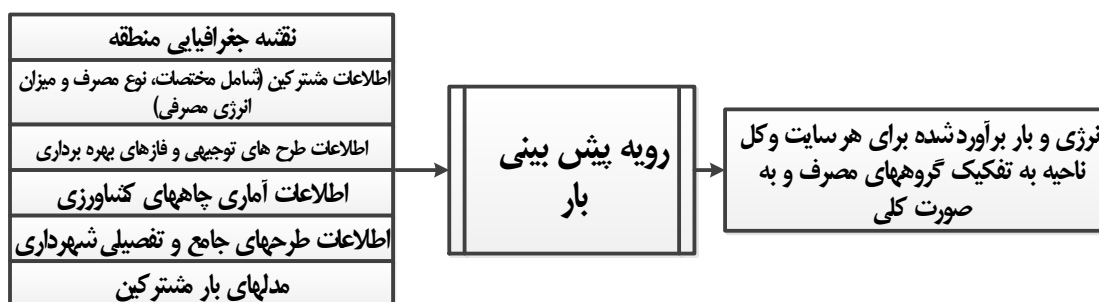 نقشه جغرافیایی منطقه
اطلاعات مشترکین (شامل مختصات، نوع مصرف و میزان
انرژی مصرفی)
اطلاعات طرح های توجیهی و فازهای بهره برداری
اطلاعات آماری چاههای کشاورزی
اطلاعات طرحهای جامع و تفصیلی شهرداری
مدلهای بار مشترکین
رویه پیش بینی
بار
نرژی و بار برآوردشده برای هر سایت وکل
ناحیه به تفکیک گروههای مصرف و به
صورت کلی